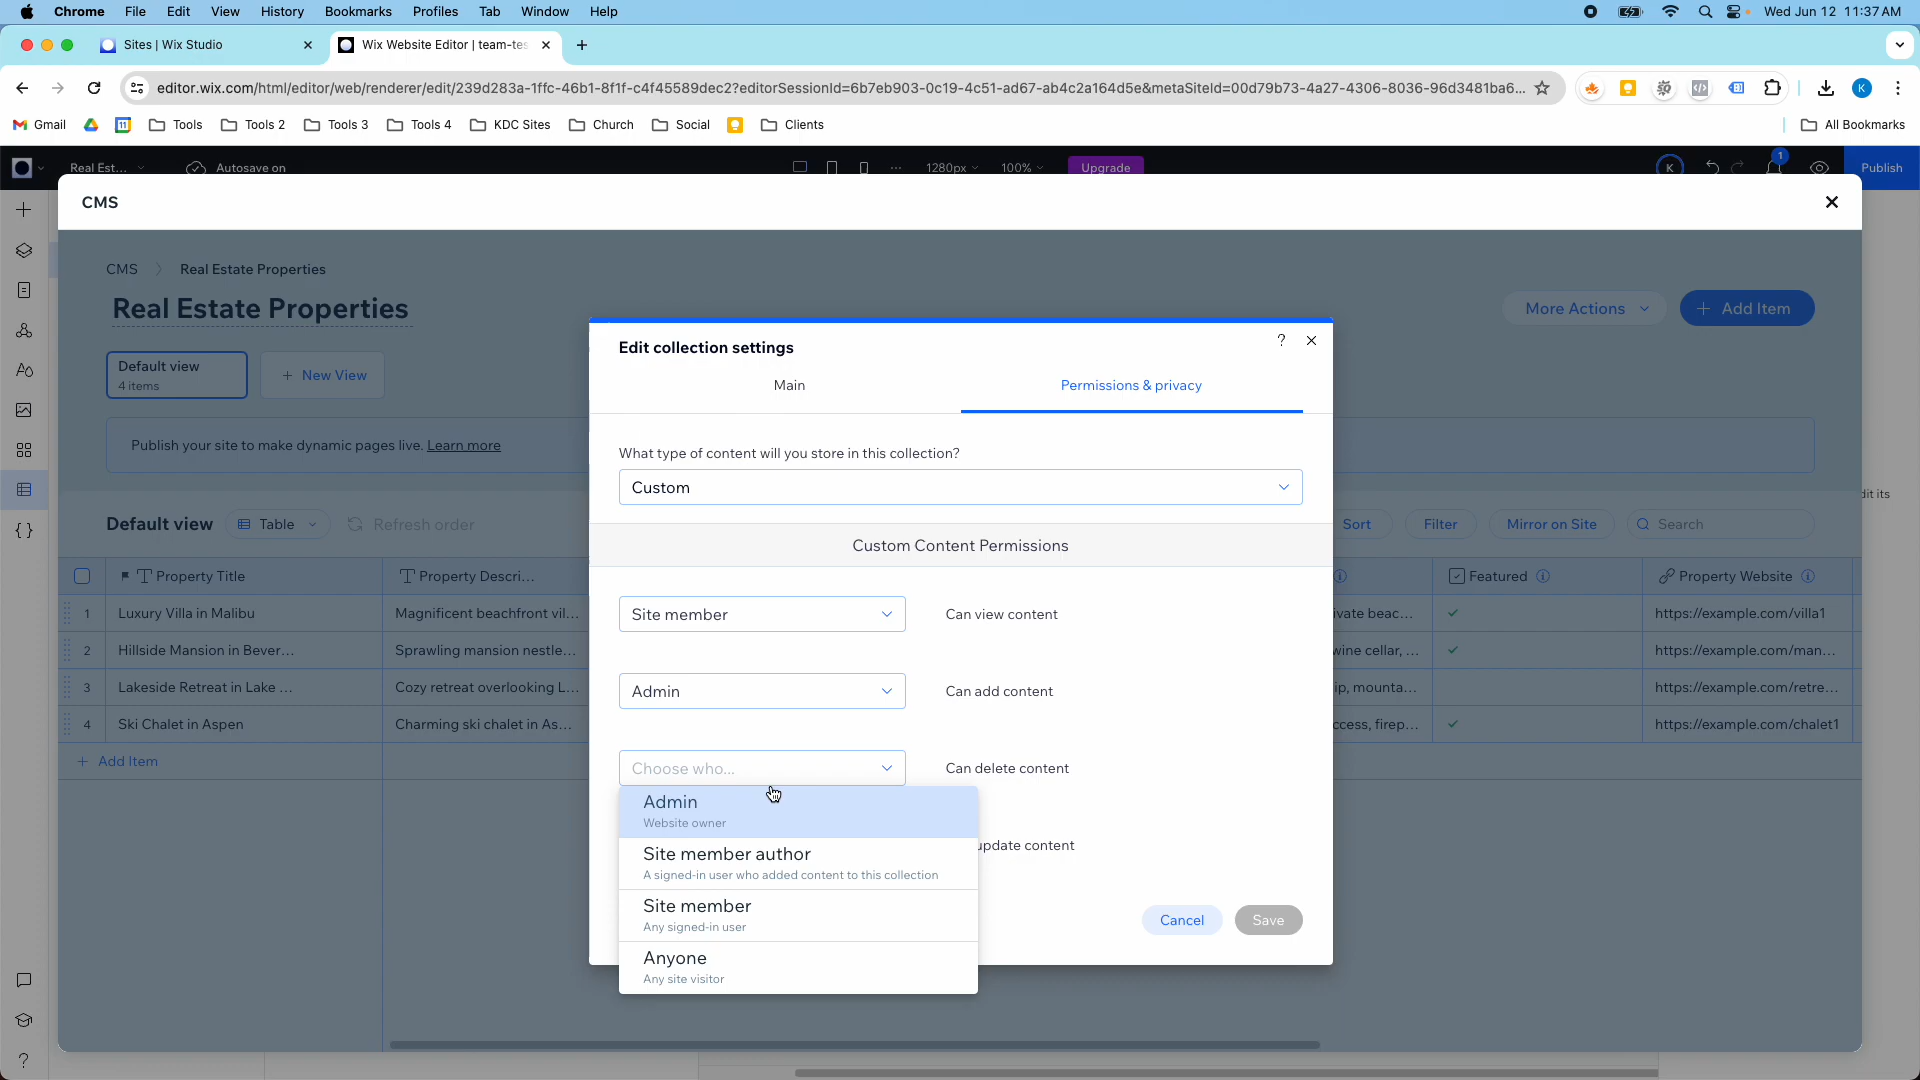 Chrome File Edit View History Bookmarks Profiles Tab Window Help Wed Jun 12 11:37 AM
Sites | Wix Studio
Wix Website Editor | team-tes
editor.wix.com/html/editor/web/renderer/edit/239d283a-1ffc-46b1-8f1f-c4f45589dec2?editorSessionId=6b7eb903-0c19-4c51-ad67-ab4c2a164d5e&metaSiteId=00d79b73-4a27-4306-8036-96d3481ba6...
K
Gmail 11 Tools Tools 2 Tools 3 Tools 4 KDC Sites Church Social Clients All Bookmarks
Real Est... Autosave on 1280px 100% Upgrade K 1 Publish
CMS
CMS Real Estate Properties
Real Estate Properties
More Actions
+ Add Item
Default view
4 items
+ New View
Publish your site to make dynamic pages live. Learn more
dit its
Default view Table Refresh order Sort Filter Mirror on Site Search
Property Title Property Descri... Featured Property Website
1 Luxury Villa in Malibu Magnificent beachfront vil... ivate beac... https://example.com/villa1
2 Hillside Mansion in Bever... Sprawling mansion nestle... wine cellar, ... https://example.com/man...
3 Lakeside Retreat in Lake ... Cozy retreat overlooking L... ip, mounta... https://example.com/retre...
4 Ski Chalet in Aspen Charming ski chalet in As... ccess, firep... https://example.com/chalet1
+ Add Item
Edit collection settings
?
Main Permissions & privacy
What type of content will you store in this collection?
Custom
Custom Content Permissions
Site member Can view content
Admin Can add content
Choose who... Can delete content
Admin
Website owner
update content
Site member author
A signed-in user who added content to this collection
Site member
Any signed-in user
Anyone
Any site visitor
Cancel Save